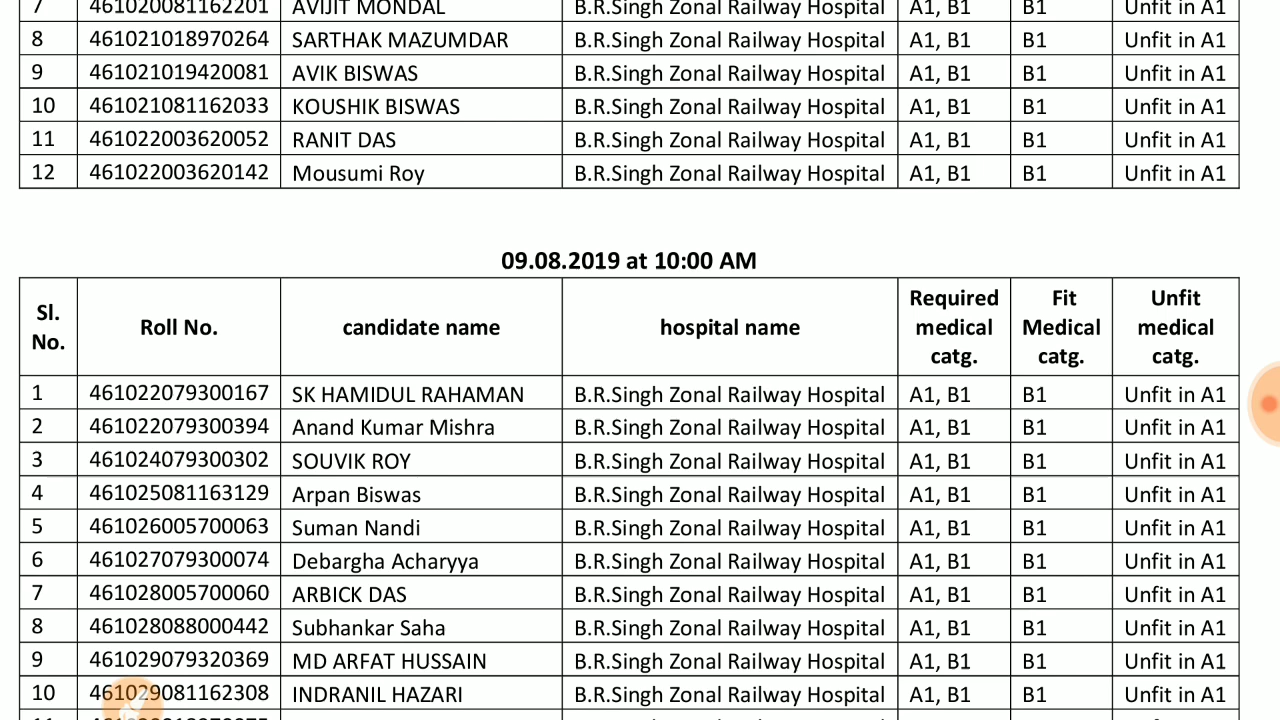 7 461020081162201 AVIJIT MONDAL B.R.Singh Zonal Railway Hospital A1, B1 B1 Unfit in A1
8 461021018970264 SARTHAK MAZUMDAR B.R.Singh Zonal Railway Hospital A1, B1 B1 Unfit in A1
9 461021019420081 AVIK BISWAS B.R.Singh Zonal Railway Hospital A1, B1 B1 Unfit in A1
10 461021081162033 KOUSHIK BISWAS B.R.Singh Zonal Railway Hospital A1, B1 B1 Unfit in A1
11 461022003620052 RANIT DAS B.R.Singh Zonal Railway Hospital A1, B1 B1 Unfit in A1
12 461022003620142 Mousumi Roy B.R.Singh Zonal Railway Hospital A1, B1 B1 Unfit in A1
09.08.2019 at 10:00 AM
Sl. No. Roll No. candidate name hospital name Required medical catg. Fit Medical catg. Unfit medical catg.
1 461022079300167 SK HAMIDUL RAHAMAN B.R.Singh Zonal Railway Hospital A1, B1 B1 Unfit in A1
2 461022079300394 Anand Kumar Mishra B.R.Singh Zonal Railway Hospital A1, B1 B1 Unfit in A1
3 461024079300302 SOUVIK ROY B.R.Singh Zonal Railway Hospital A1, B1 B1 Unfit in A1
4 461025081163129 Arpan Biswas B.R.Singh Zonal Railway Hospital A1, B1 B1 Unfit in A1
5 461026005700063 Suman Nandi B.R.Singh Zonal Railway Hospital A1, B1 B1 Unfit in A1
6 461027079300074 Debargha Acharyya B.R.Singh Zonal Railway Hospital A1, B1 B1 Unfit in A1
7 461028005700060 ARBICK DAS B.R.Singh Zonal Railway Hospital A1, B1 B1 Unfit in A1
8 461028088000442 Subhankar Saha B.R.Singh Zonal Railway Hospital A1, B1 B1 Unfit in A1
9 461029079320369 MD ARFAT HUSSAIN B.R.Singh Zonal Railway Hospital A1, B1 B1 Unfit in A1
10 461029081162308 INDRANIL HAZARI B.R.Singh Zonal Railway Hospital A1, B1 B1 Unfit in A1